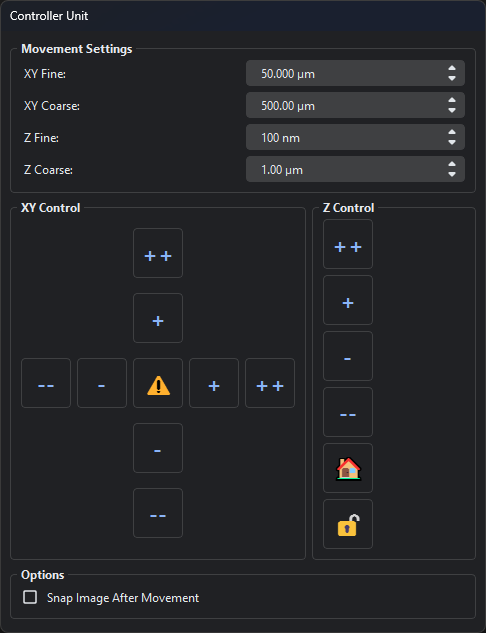 Controller Unit
Movement Settings
XY Fine: 50.000 µm
XY Coarse: 500.00 µm
Z Fine: 100 nm
Z Coarse: 1.00 µm
XY Control
++
+
-- - + ++
-
--
Z Control
++
+
-
--
Options
Snap Image After Movement